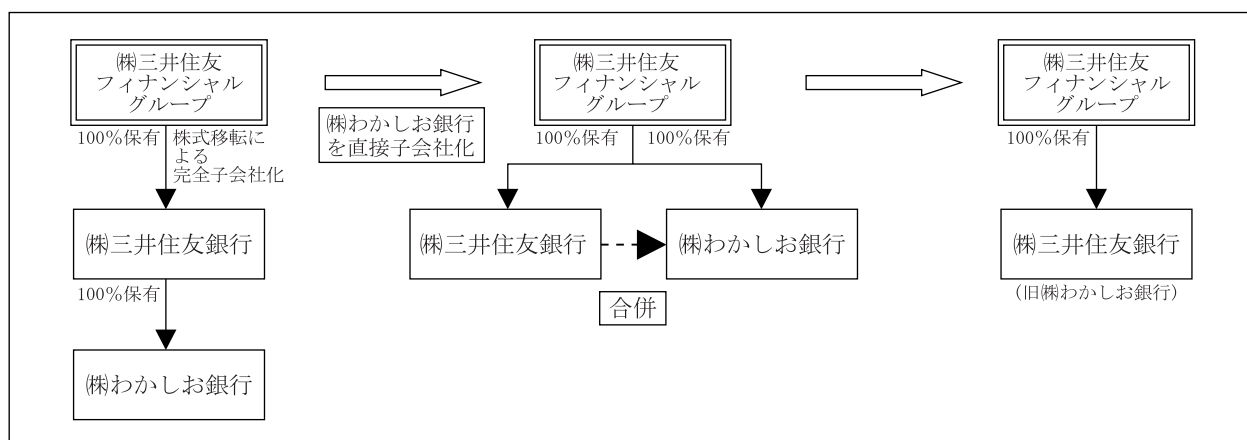 ㈱三井住友
フィナンシャル
グループ
100％保有
株式移転に
よる
完全子会社化
㈱三井住友銀行
100％保有
㈱わかしお銀行
㈱わかしお銀行
を直接子会社化
㈱三井住友
フィナンシャル
グループ
100％保有
100％保有
㈱三井住友銀行
㈱わかしお銀行
合併
㈱三井住友
フィナンシャル
グループ
100％保有
㈱三井住友銀行
（旧㈱わかしお銀行）